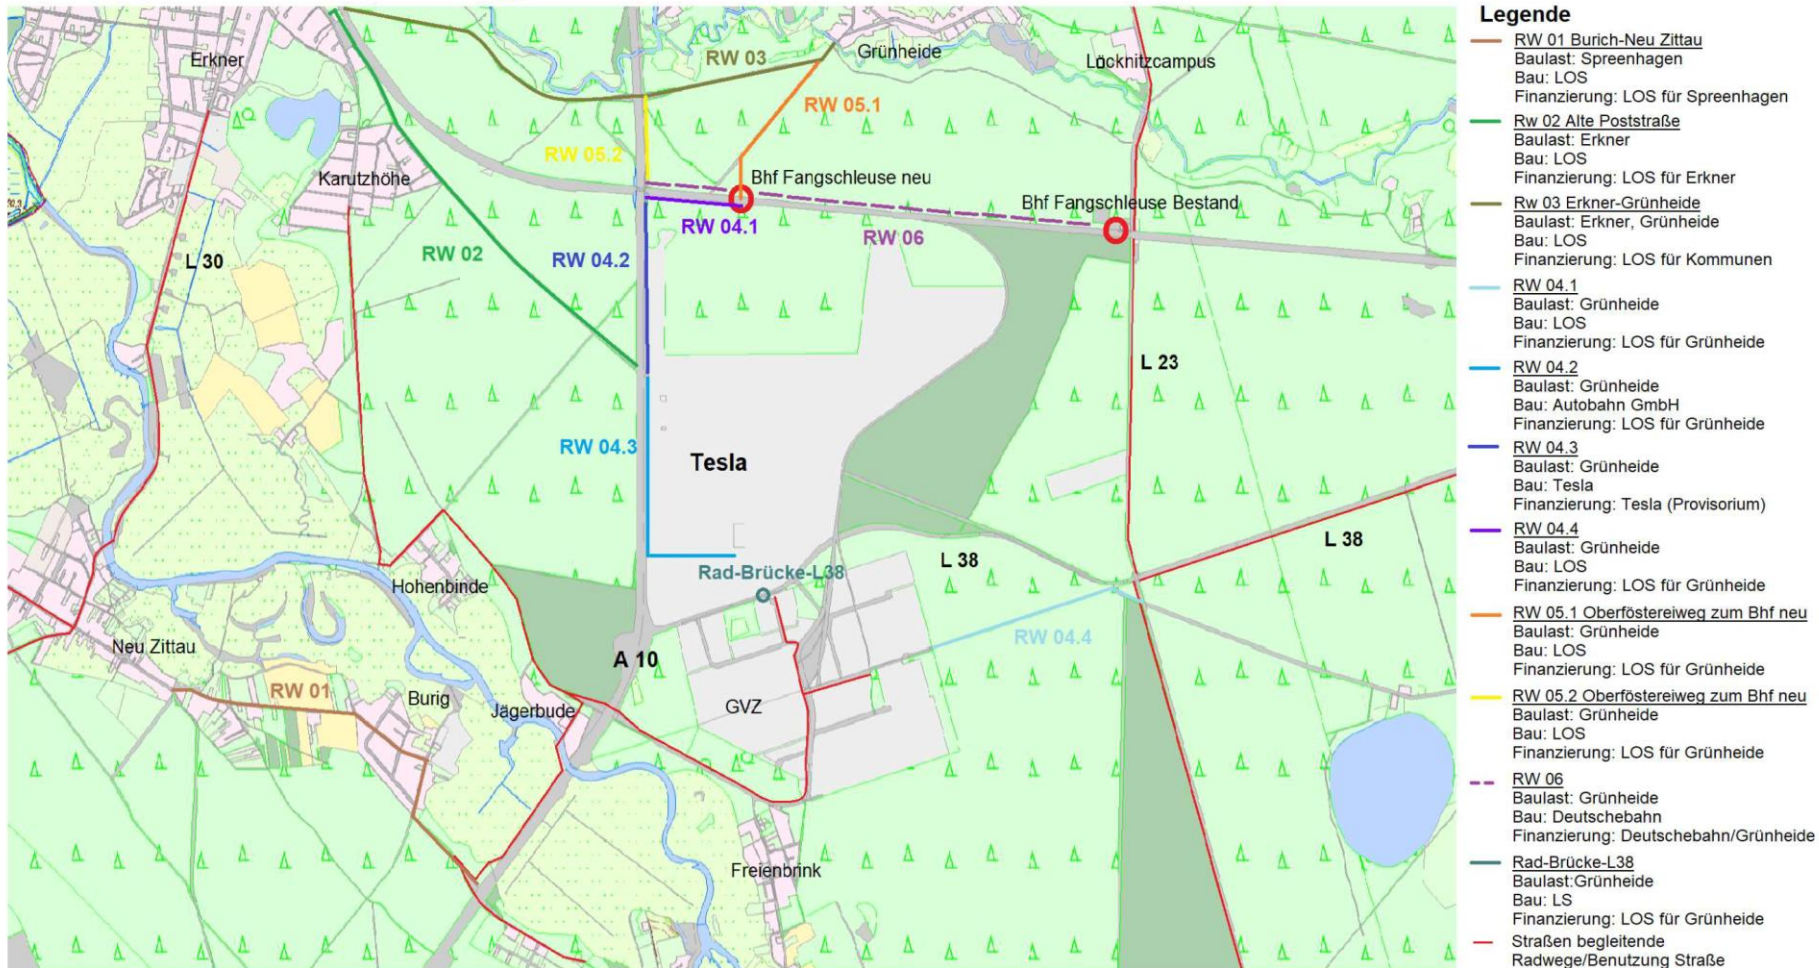 Erkner
RW 03
Grünheide
Löcknitzcampus
RW 05.1
RW 05.2
Karutzhöhe
Bhf Fangschleuse neu
Bhf Fangschleuse Bestand
RW 04.1
RW 06
RW 02
RW 04.2
L 30
L 23
RW 04.3
Tesla
L 38
L 38
Rad-Brücke-L38
Hohenbinde
RW 04.4
Neu Zittau
A 10
RW 01
Burig
Jägerbude
GVZ
Freienbrink
Legende
RW 01 Burich-Neu Zittau
Baulast: Spreenhagen
Bau: LOS
Finanzierung: LOS für Spreenhagen
Rw 02 Alte Poststraße
Baulast: Erkner
Bau: LOS
Finanzierung: LOS für Erkner
Rw 03 Erkner-Grünheide
Baulast: Erkner, Grünheide
Bau: LOS
Finanzierung: LOS für Kommunen
RW 04.1
Baulast: Grünheide
Bau: LOS
Finanzierung: LOS für Grünheide
RW 04.2
Baulast: Grünheide
Bau: Autobahn GmbH
Finanzierung: LOS für Grünheide
RW 04.3
Baulast: Grünheide
Bau: Tesla
Finanzierung: Tesla (Provisorium)
RW 04.4
Baulast: Grünheide
Bau: LOS
Finanzierung: LOS für Grünheide
RW 05.1 Oberföstereiweg zum Bhf neu
Baulast: Grünheide
Bau: LOS
Finanzierung: LOS für Grünheide
RW 05.2 Oberföstereiweg zum Bhf neu
Baulast: Grünheide
Bau: LOS
Finanzierung: LOS für Grünheide
RW 06
Baulast: Grünheide
Bau: Deutschebahn
Finanzierung: Deutschebahn/Grünheide
Rad-Brücke-L38
Baulast:Grünheide
Bau: LS
Finanzierung: LOS für Grünheide
Straßen begleitende
Radwege/Benutzung Straße